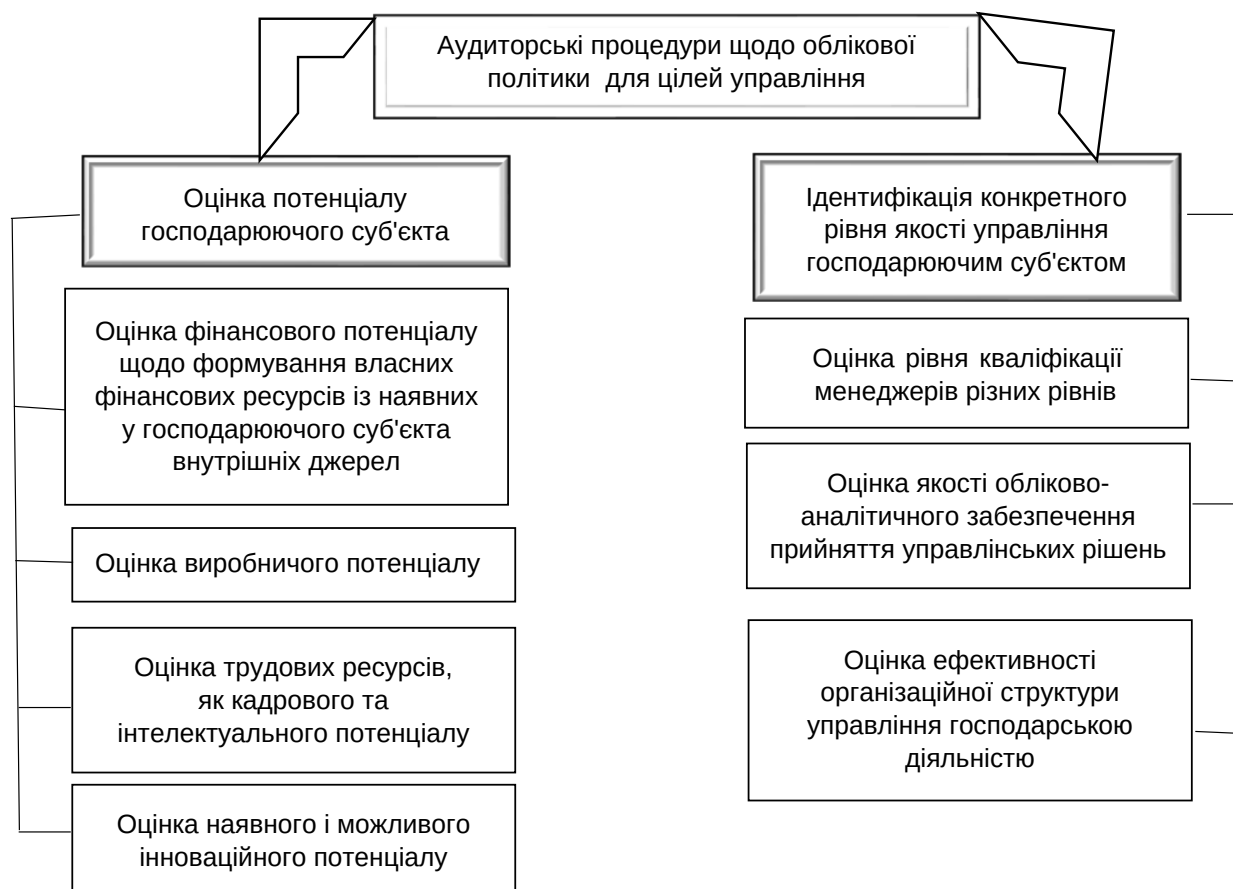 Аудиторські процедури щодо облікової
політики для цілей управління
Оцінка потенціалу
господарюючого суб'єкта
Оцінка фінансового потенціалу
щодо формування власних
фінансових ресурсів із наявних
у господарюючого суб'єкта
внутрішніх джерел
Оцінка виробничого потенціалу
Оцінка трудових ресурсів,
як кадрового та
інтелектуального потенціалу
Оцінка наявного і можливого
інноваційного потенціалу
Ідентифікація конкретного
рівня якості управління
господарюючим суб'єктом
Оцінка рівня кваліфікації
менеджерів різних рівнів
Оцінка якості обліково-
аналітичного забезпечення
прийняття управлінських рішень
Оцінка ефективності
організаційної структури
управління господарською
діяльністю